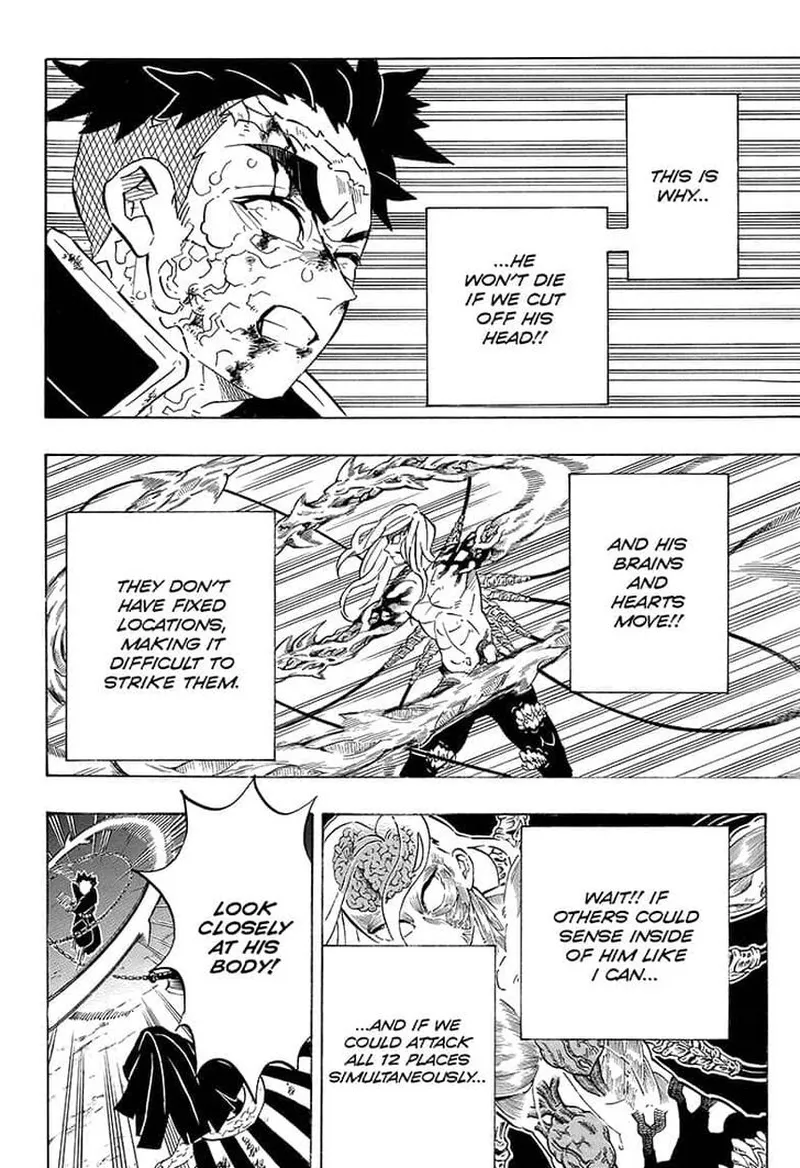 THIS IS
WHY...
...HE
WON'T DIE
IF WE CUT
OFF HIS
HEAD!!
AND HIS
BRAINS
AND
HEARTS
MOVE!!
THEY DON'T
HAVE FIXED
LOCATIONS,
MAKING IT
DIFFICULT TO
STRIKE THEM.
WAIT!! IF
OTHERS COULD
SENSE INSIDE
OF HIM LIKE
I CAN...
...AND IF WE
COULD ATTACK
ALL 12 PLACES
SIMULTANEOUSLY...
LOOK
CLOSELY
AT HIS
BODY!